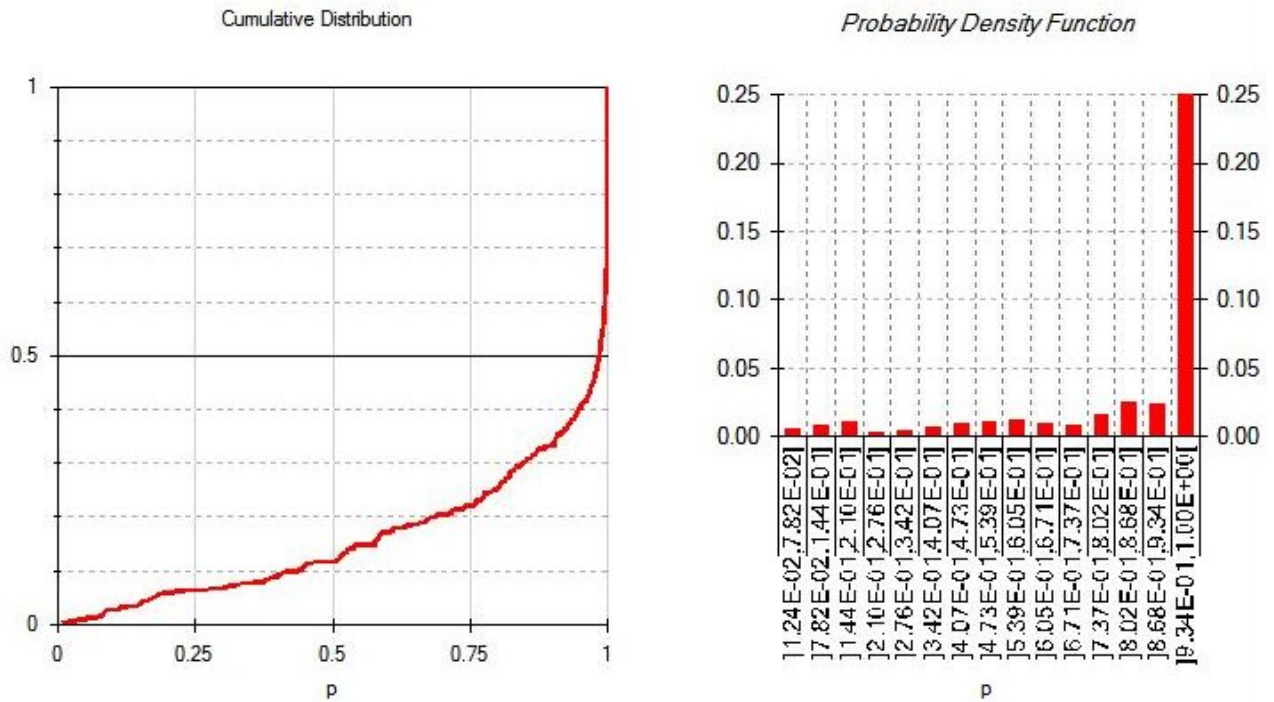 Cumulative Distribution
1
0.5
0
0
0.25
0.5
0.75
1
p
Probability Density Function
0.25
0.20
0.15
0.10
0.05
0.00
0.25
0.20
0.15
0.10
0.05
0.00
]1.24E-02,7.82E-02]
]7.82E-02,1.44E-01]
]1.44E-01,2.10E-01]
]2.10E-01,2.76E-01]
]2.76E-01,3.42E-01]
]3.42E-01,4.07E-01]
]4.07E-01,4.73E-01]
]4.73E-01,5.39E-01]
]5.39E-01,6.05E-01]
]6.05E-01,6.71E-01]
]6.71E-01,7.37E-01]
]7.37E-01,8.02E-01]
]8.02E-01,8.68E-01]
]8.68E-01,9.34E-01]
]9.34E-01,1.00E+00[
p